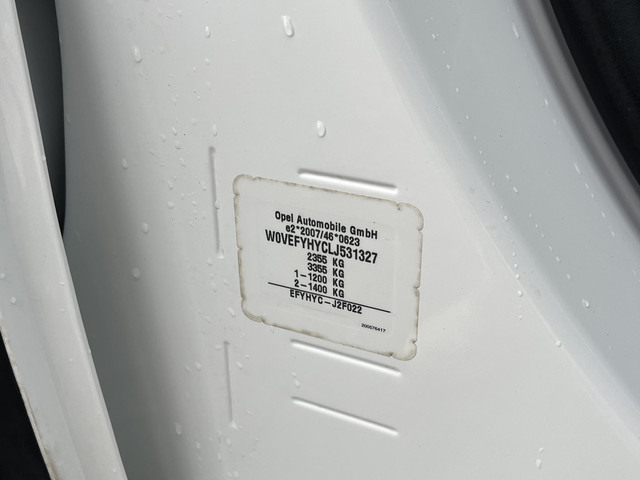 Opel Automobile GmbH
e2*2007/46*0623
W0VEFYHYCLJ531327
2355 KG
3355 KG
1-1200 KG
2-1400 KG
EFYHYC-J2F022
200576417